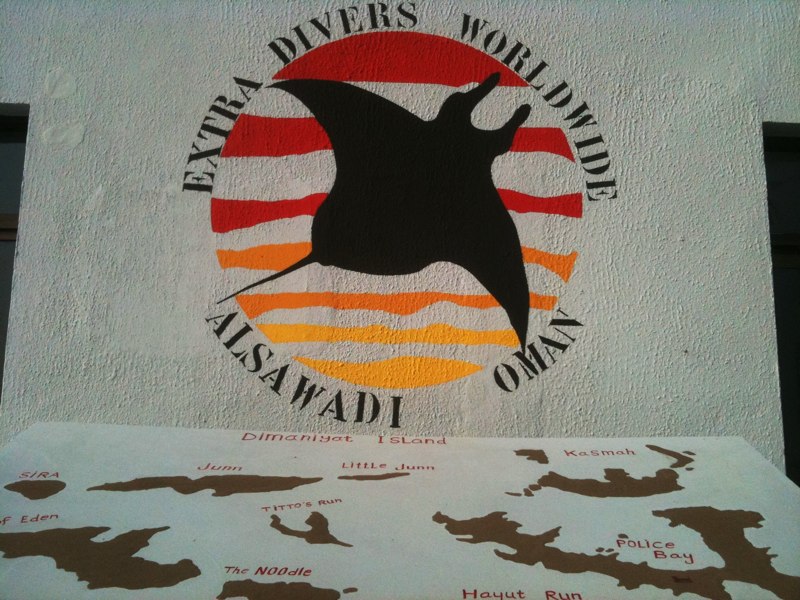 EXTRA DIVERS WORLDWIDE
ALSAWADI OMAN
Dimaniyat Island
SIRA
Junn
Little Junn
Kasmah
of Eden
TITTO'S RUN
POLICE
Bay
The NOOdle
Hayut Run